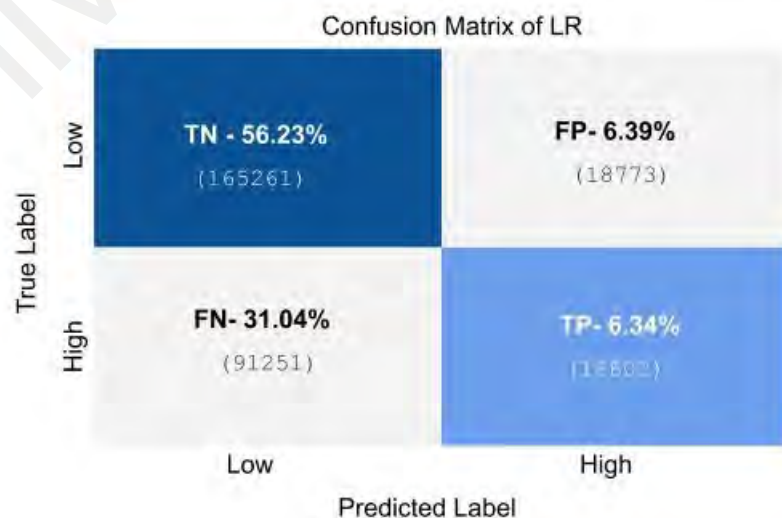 Confusion Matrix of LR
Low
TN - 56.23%
(165261)
FP- 6.39%
(18773)
True Label
High
FN- 31.04%
(91251)
TP- 6.34%
Low
High
Predicted Label